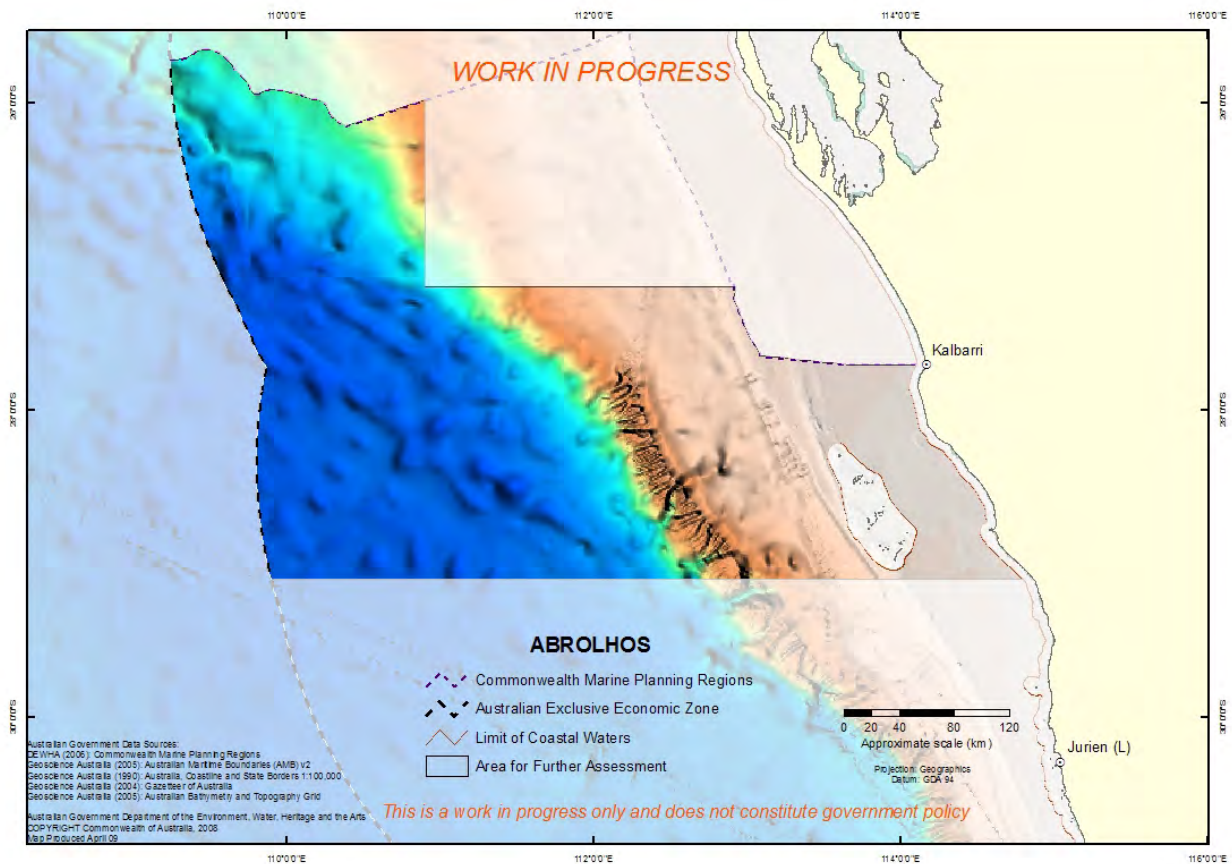 110°0'0"E 112°0'0"E 114°0'0"E 116°0'0"E
WORK IN PROGRESS
Kalbarri
ABROLHOS
Commonwealth Marine Planning Regions
Australian Exclusive Economic Zone
Limit of Coastal Waters
Area for Further Assessment
0 20 40 80 120
Approximate scale (km)
Projection: Geographics
Datum: GDA 94
Jurien (L)
Australian Government Data Sources:
DEWHA (2006): Commonwealth Marine Planning Regions
Geoscience Australia (2005): Australian Maritime Boundaries (AMB) v2
Geoscience Australia (1990): Australia, Coastline and State Borders 1:100,000
Geoscience Australia (2004): Gazetteer of Australia
Geoscience Australia (2005): Australian Bathymetry and Topography Grid
Australian Government Department of the Environment, Water, Heritage and the Arts
COPYRIGHT Commonwealth of Australia, 2008
Map Produced April 09
This is a work in progress only and does not constitute government policy
110°0'0"E 112°0'0"E 114°0'0"E 116°0'0"E